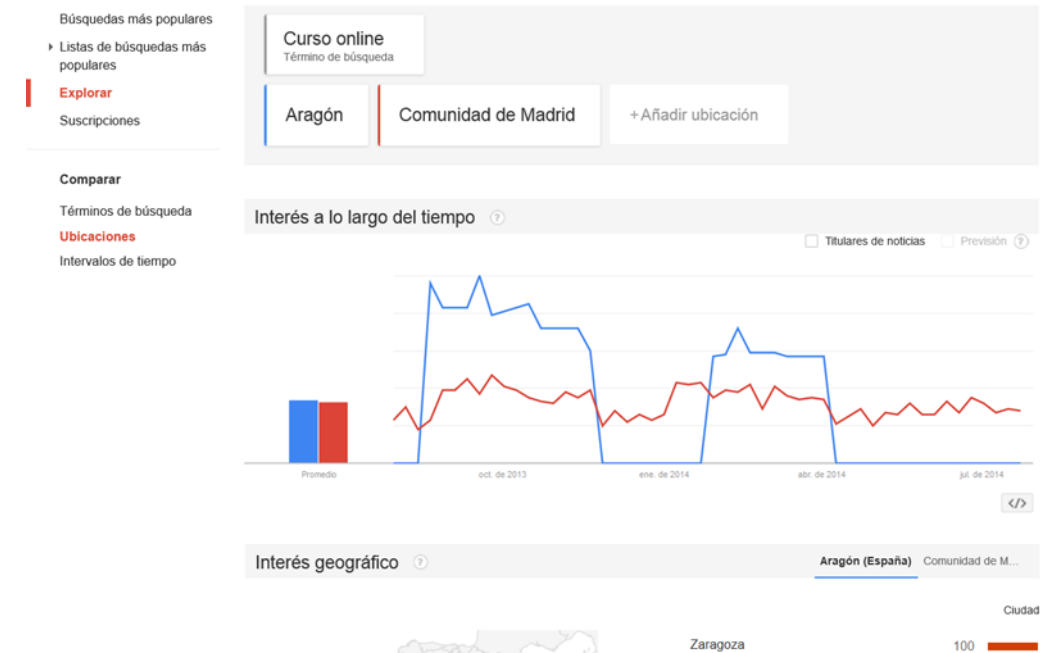 Búsquedas más populares
Listas de búsquedas más
populares
Explorar
Suscripciones
Comparar
Términos de búsqueda
Ubicaciones
Intervalos de tiempo
Curso online
Término de búsqueda
Aragón
Comunidad de Madrid
+Añadir ubicación
Interés a lo largo del tiempo ?
Titulares de noticias
Previsión ?
Promedio
oct. de 2013
ene. de 2014
abr. de 2014
jul. de 2014
</>
Interés geográfico ?
Aragón (España)
Comunidad de M...
Ciudad
Zaragoza
100